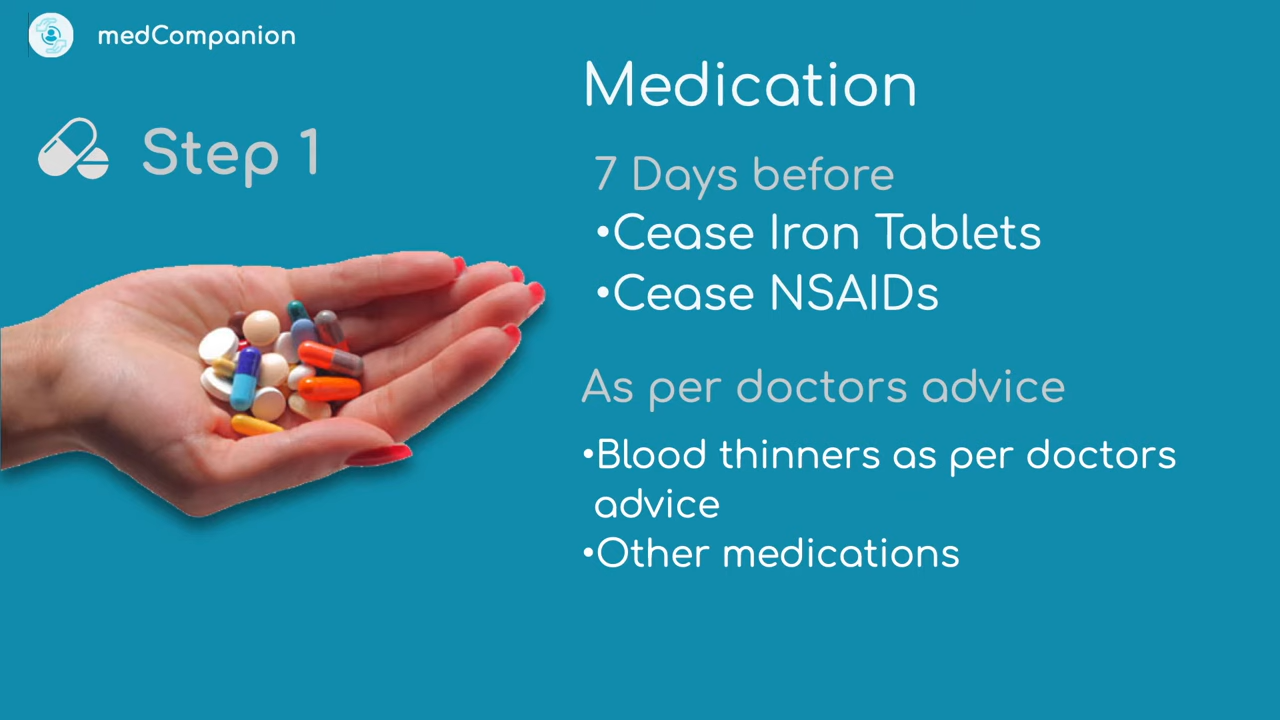 medCompanion
Step 1
Medication
7 Days before
•Cease Iron Tablets
•Cease NSAIDs
As per doctors advice
•Blood thinners as per doctors
advice
•Other medications